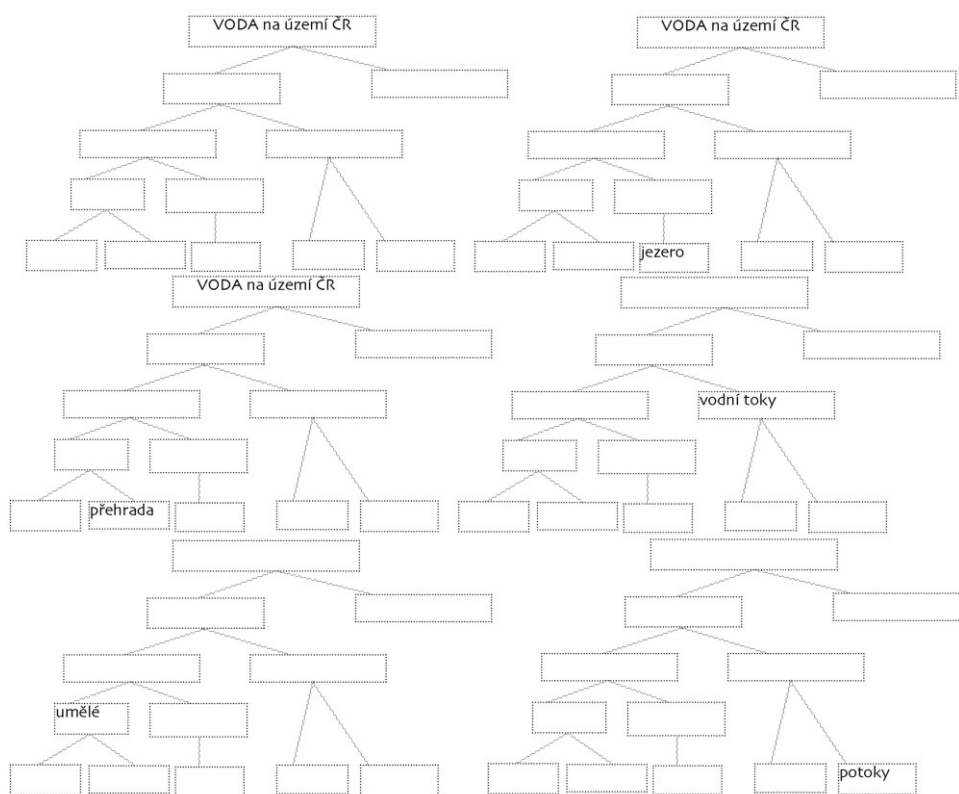 VODA na území ČR
VODA na území ČR
jezero
VODA na území ČR
přehrada
vodní toky
umělé
potoky